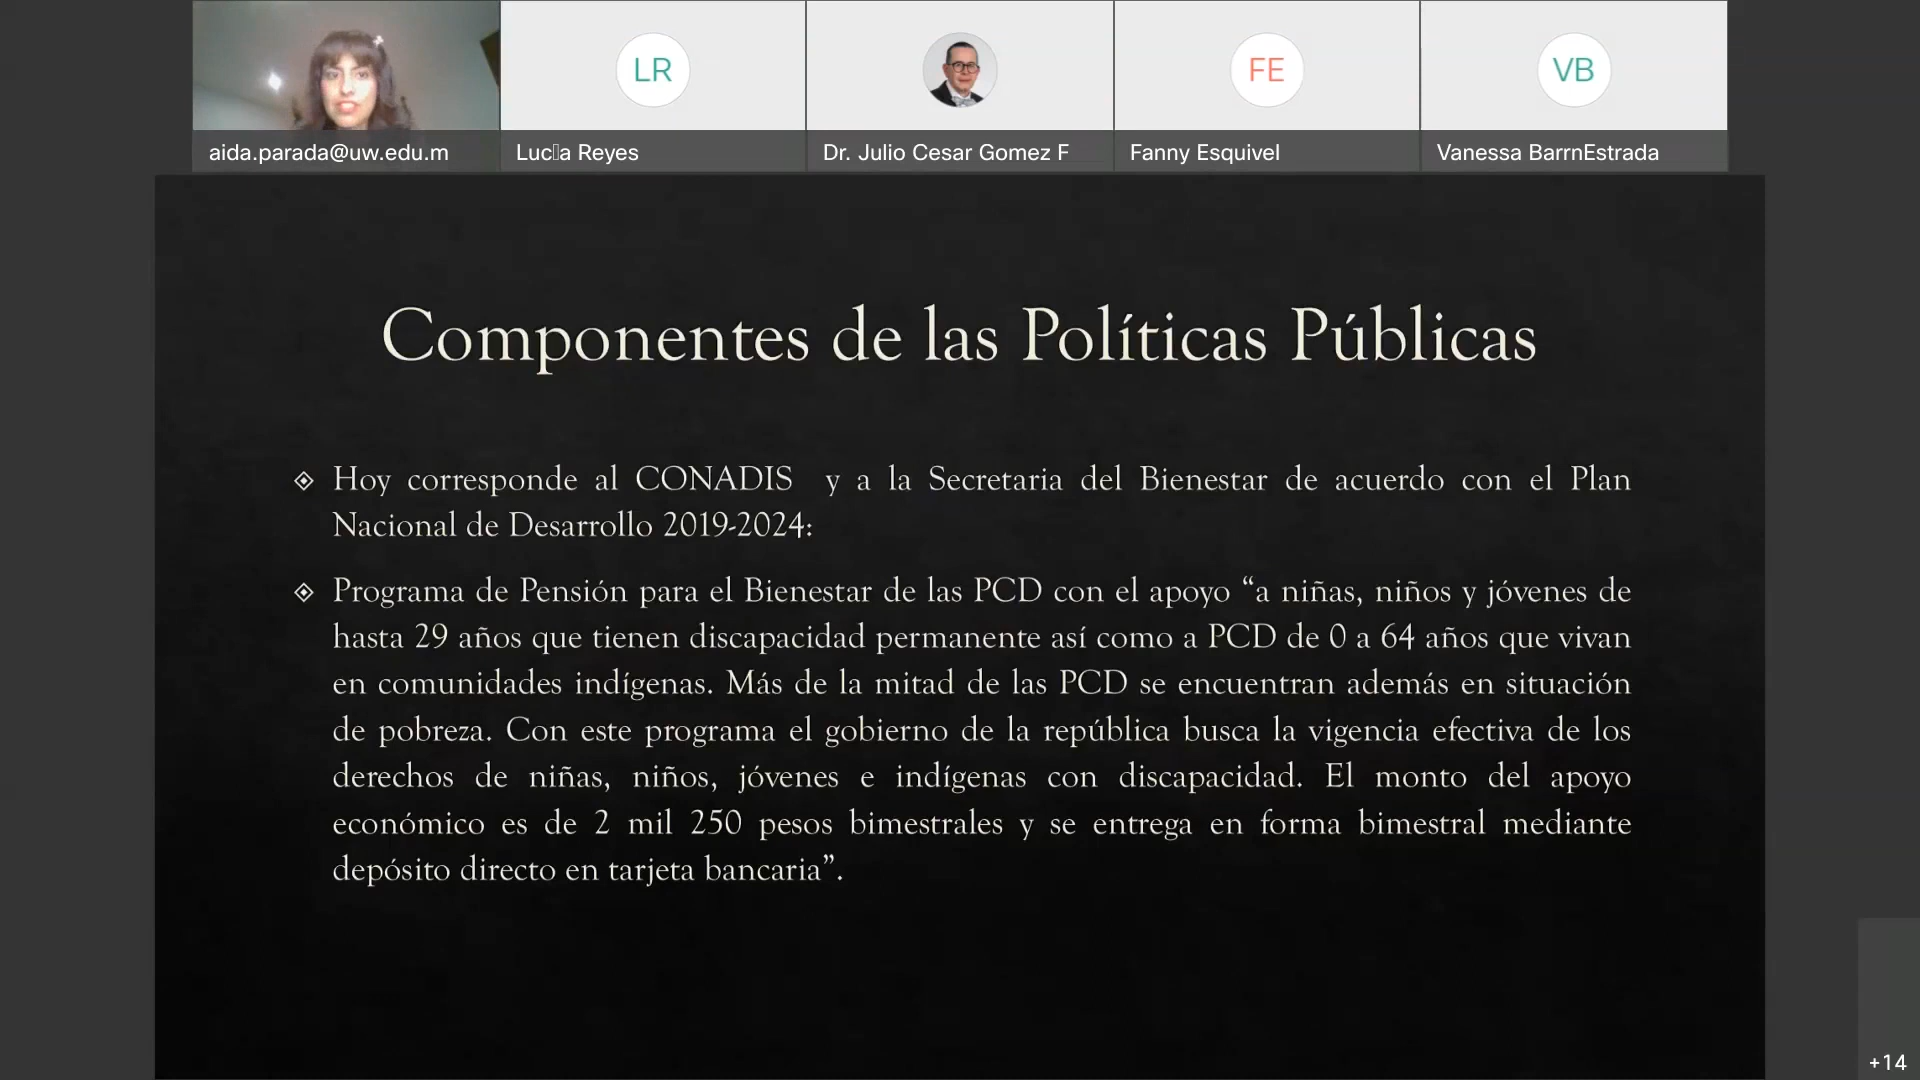 LR
FE
VB
aida.parada@uw.edu.m
Luc▯a Reyes
Dr. Julio Cesar Gomez F
Fanny Esquivel
Vanessa BarrnEstrada
Componentes de las Políticas Públicas
Hoy corresponde al CONADIS y a la Secretaria del Bienestar de acuerdo con el Plan
Nacional de Desarrollo 2019-2024:
Programa de Pensión para el Bienestar de las PCD con el apoyo “a niñas, niños y jóvenes de
hasta 29 años que tienen discapacidad permanente así como a PCD de 0 a 64 años que vivan
en comunidades indígenas. Más de la mitad de las PCD se encuentran además en situación
de pobreza. Con este programa el gobierno de la república busca la vigencia efectiva de los
derechos de niñas, niños, jóvenes e indígenas con discapacidad. El monto del apoyo
económico es de 2 mil 250 pesos bimestrales y se entrega en forma bimestral mediante
depósito directo en tarjeta bancaria”.
+14